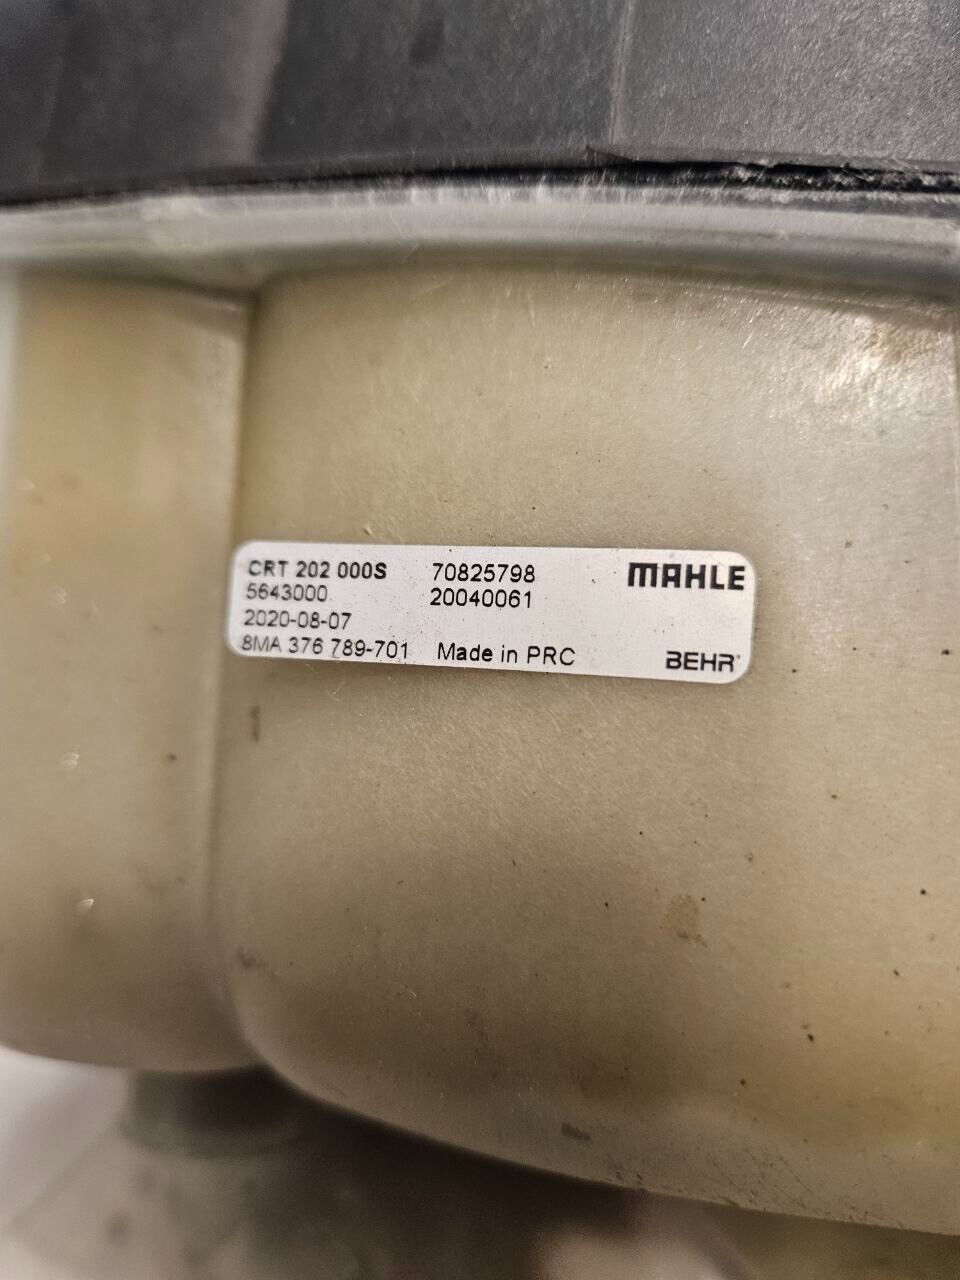 CRT 202 000S 70825798 MAHLE
5643000 20040061
2020-08-07
8MA 376 789-701 Made in PRC BEHR